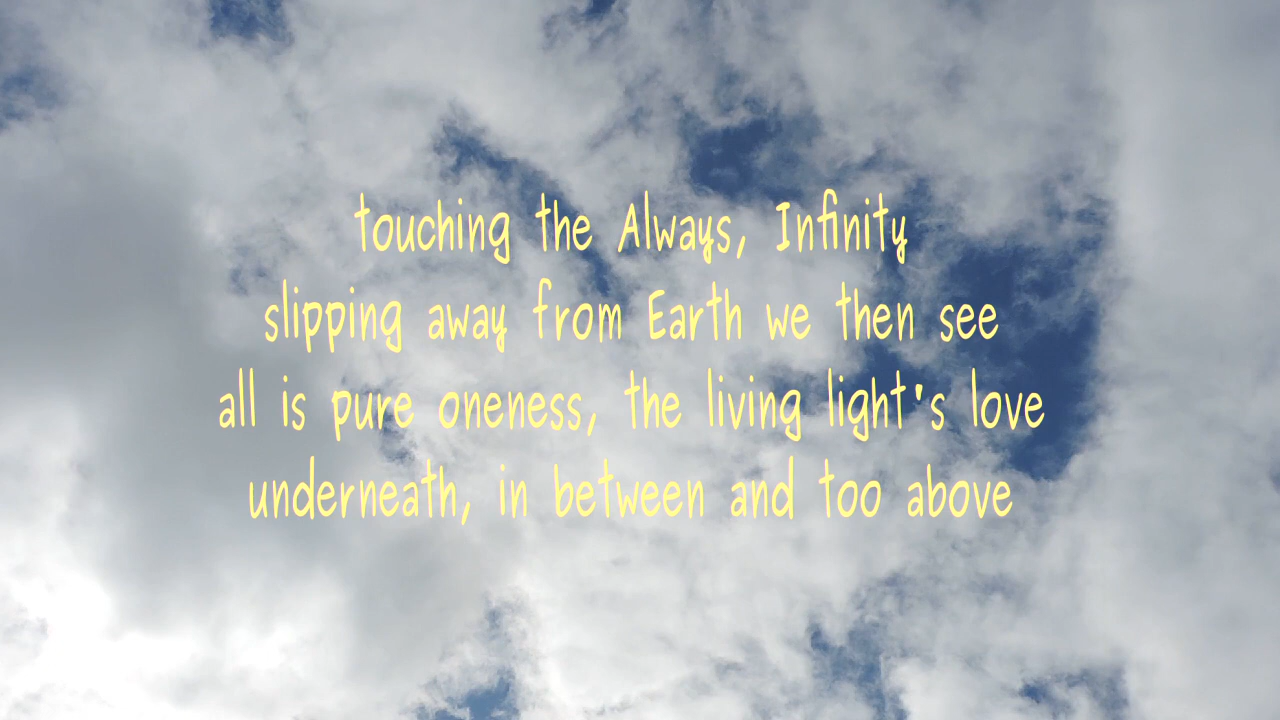 touching the Always, Infinity
slipping away from Earth we then see
all is pure oneness, the living light's love
underneath, in between and too above